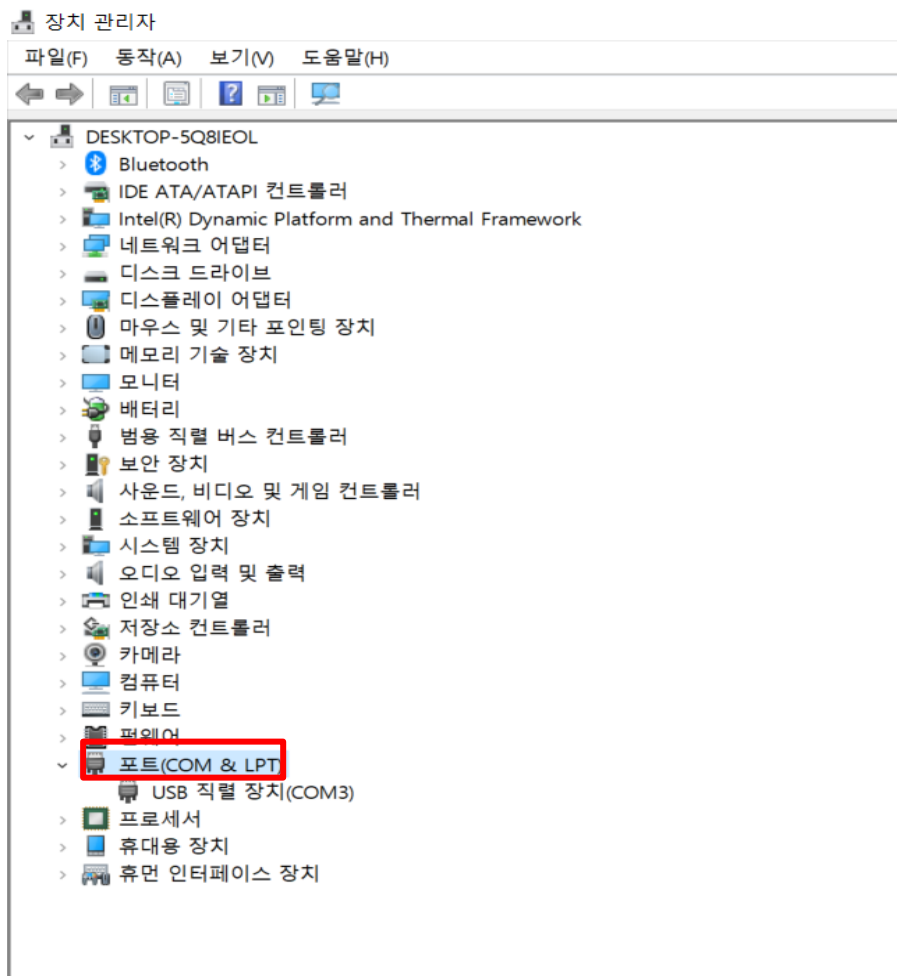 장치 관리자
파일(F) 동작(A) 보기(V) 도움말(H)
DESKTOP-5Q8IEOL
Bluetooth
IDE ATA/ATAPI 컨트롤러
Intel(R) Dynamic Platform and Thermal Framework
네트워크 어댑터
디스크 드라이브
디스플레이 어댑터
마우스 및 기타 포인팅 장치
메모리 기술 장치
모니터
배터리
범용 직렬 버스 컨트롤러
보안 장치
사운드, 비디오 및 게임 컨트롤러
소프트웨어 장치
시스템 장치
오디오 입력 및 출력
인쇄 대기열
저장소 컨트롤러
카메라
컴퓨터
키보드
펌웨어
포트(COM & LPT)
USB 직렬 장치(COM3)
프로세서
휴대용 장치
휴먼 인터페이스 장치